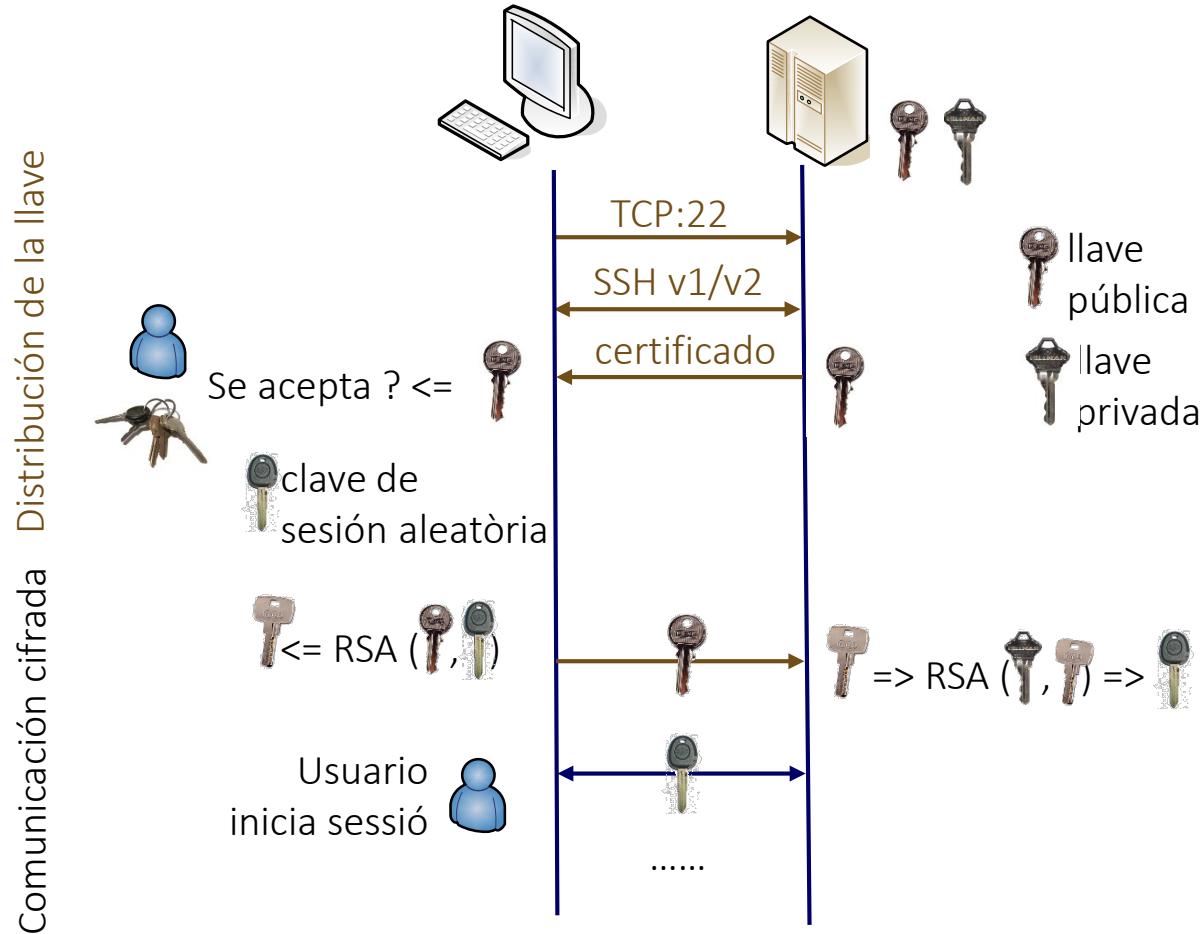 Distribución de la llave
TCP:22
SSH v1/v2
certificado
llave
pública
llave
privada
Se acepta ? <=
clave de
sesión aleatòria
Comunicación cifrada
<= RSA ( , )
=> RSA ( , ) =>
Usuario
inicia sessió
......